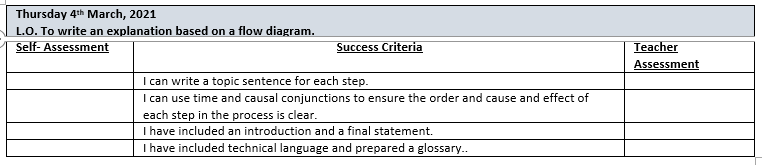 Thursday 4th March, 2021
L.O. To write an explanation based on a flow diagram.
Self- Assessment Success Criteria Teacher
Assessment
I can write a topic sentence for each step.
I can use time and causal conjunctions to ensure the order and cause and effect of
each step in the process is clear.
I have included an introduction and a final statement.
I have included technical language and prepared a glossary..